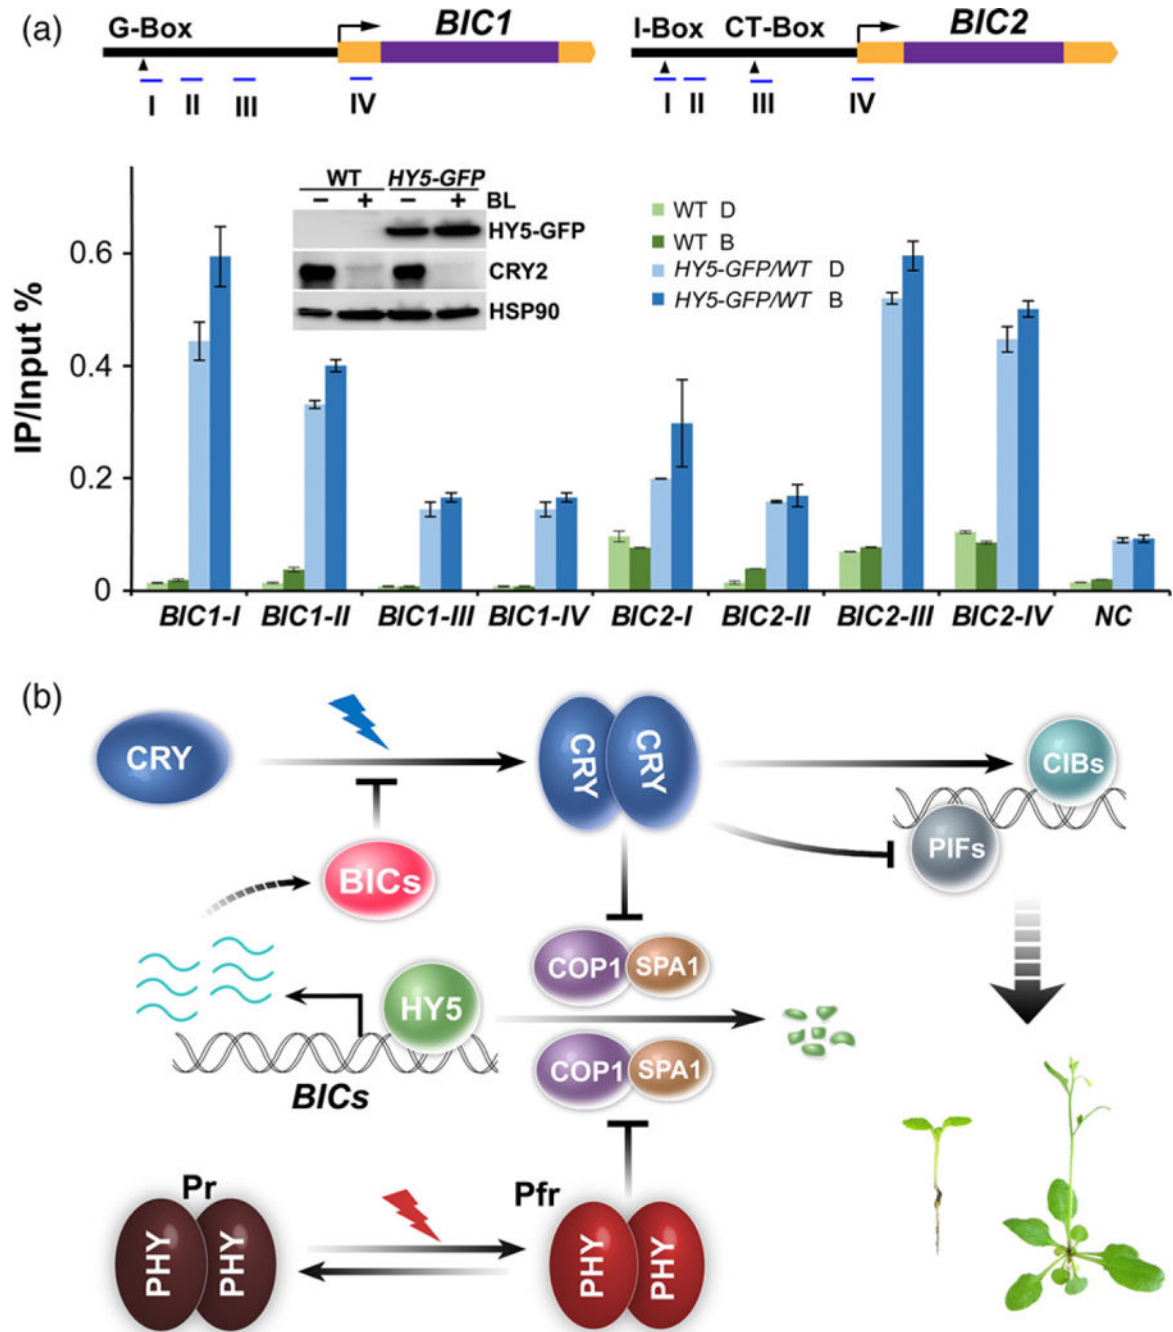 (a)
G-Box BIC1 I-Box CT-Box BIC2
I II III IV I II III IV
WT HY5-GFP
− + − + BL
HY5-GFP
CRY2
HSP90
WT D
WT B
HY5-GFP/WT D
HY5-GFP/WT B
IP/Input %
0.6
0.4
0.2
0
BIC1-I BIC1-II BIC1-III BIC1-IV BIC2-I BIC2-II BIC2-III BIC2-IV NC
(b)
CRY
CRY CRY
CIBs
PIFs
BICs
COP1 SPA1
HY5
COP1 SPA1
BICs
Pr Pfr
PHY PHY PHY PHY